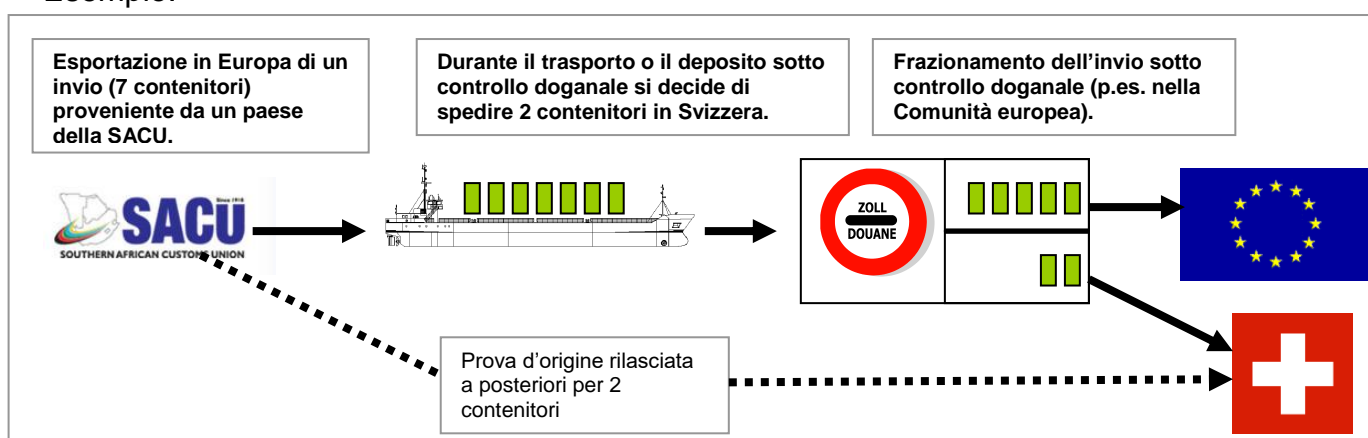 Esempio:
Esportazione in Europa di un
invio (7 contenitori)
proveniente da un paese
della SACU.
Durante il trasporto o il deposito sotto
controllo doganale si decide di
spedire 2 contenitori in Svizzera.
Frazionamento dell'invio sotto
controllo doganale (p.es. nella
Comunità europea).
Since 1910
SACU
SOUTHERN AFRICAN CUSTOMS UNION
ZOLL
DOUANE
Prova d'origine rilasciata
a posteriori per 2
contenitori